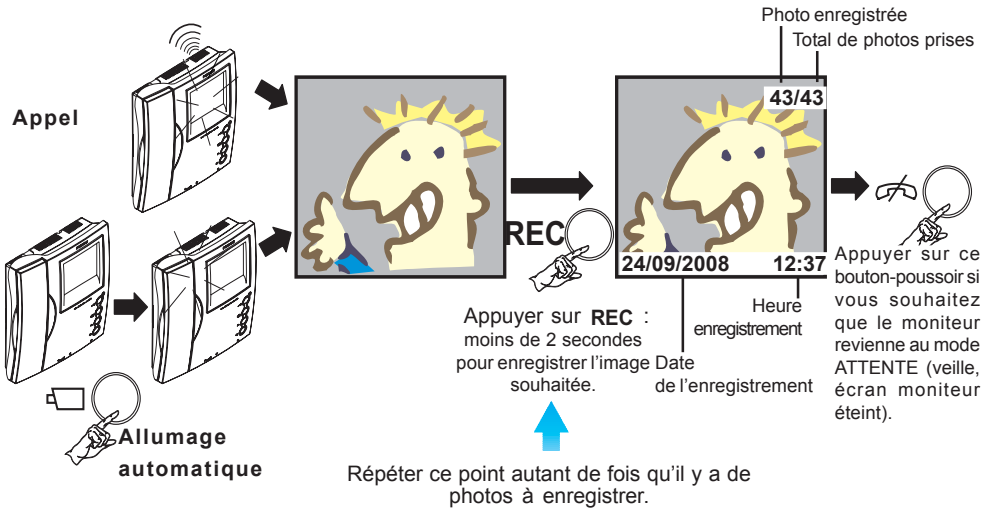 Photo enregistrée
Total de photos prises
Appel
43/43
REC
24/09/2008 12:37
Appuyer sur REC :
moins de 2 secondes
pour enregistrer l'image
souhaitée.
Date
de l'enregistrement
Heure
enregistrement
Appuyer sur ce
bouton-poussoir si
vous souhaitez
que le moniteur
revienne au mode
ATTENTE (veille,
écran moniteur
éteint).
Allumage
automatique
Répéter ce point autant de fois qu'il y a de
photos à enregistrer.